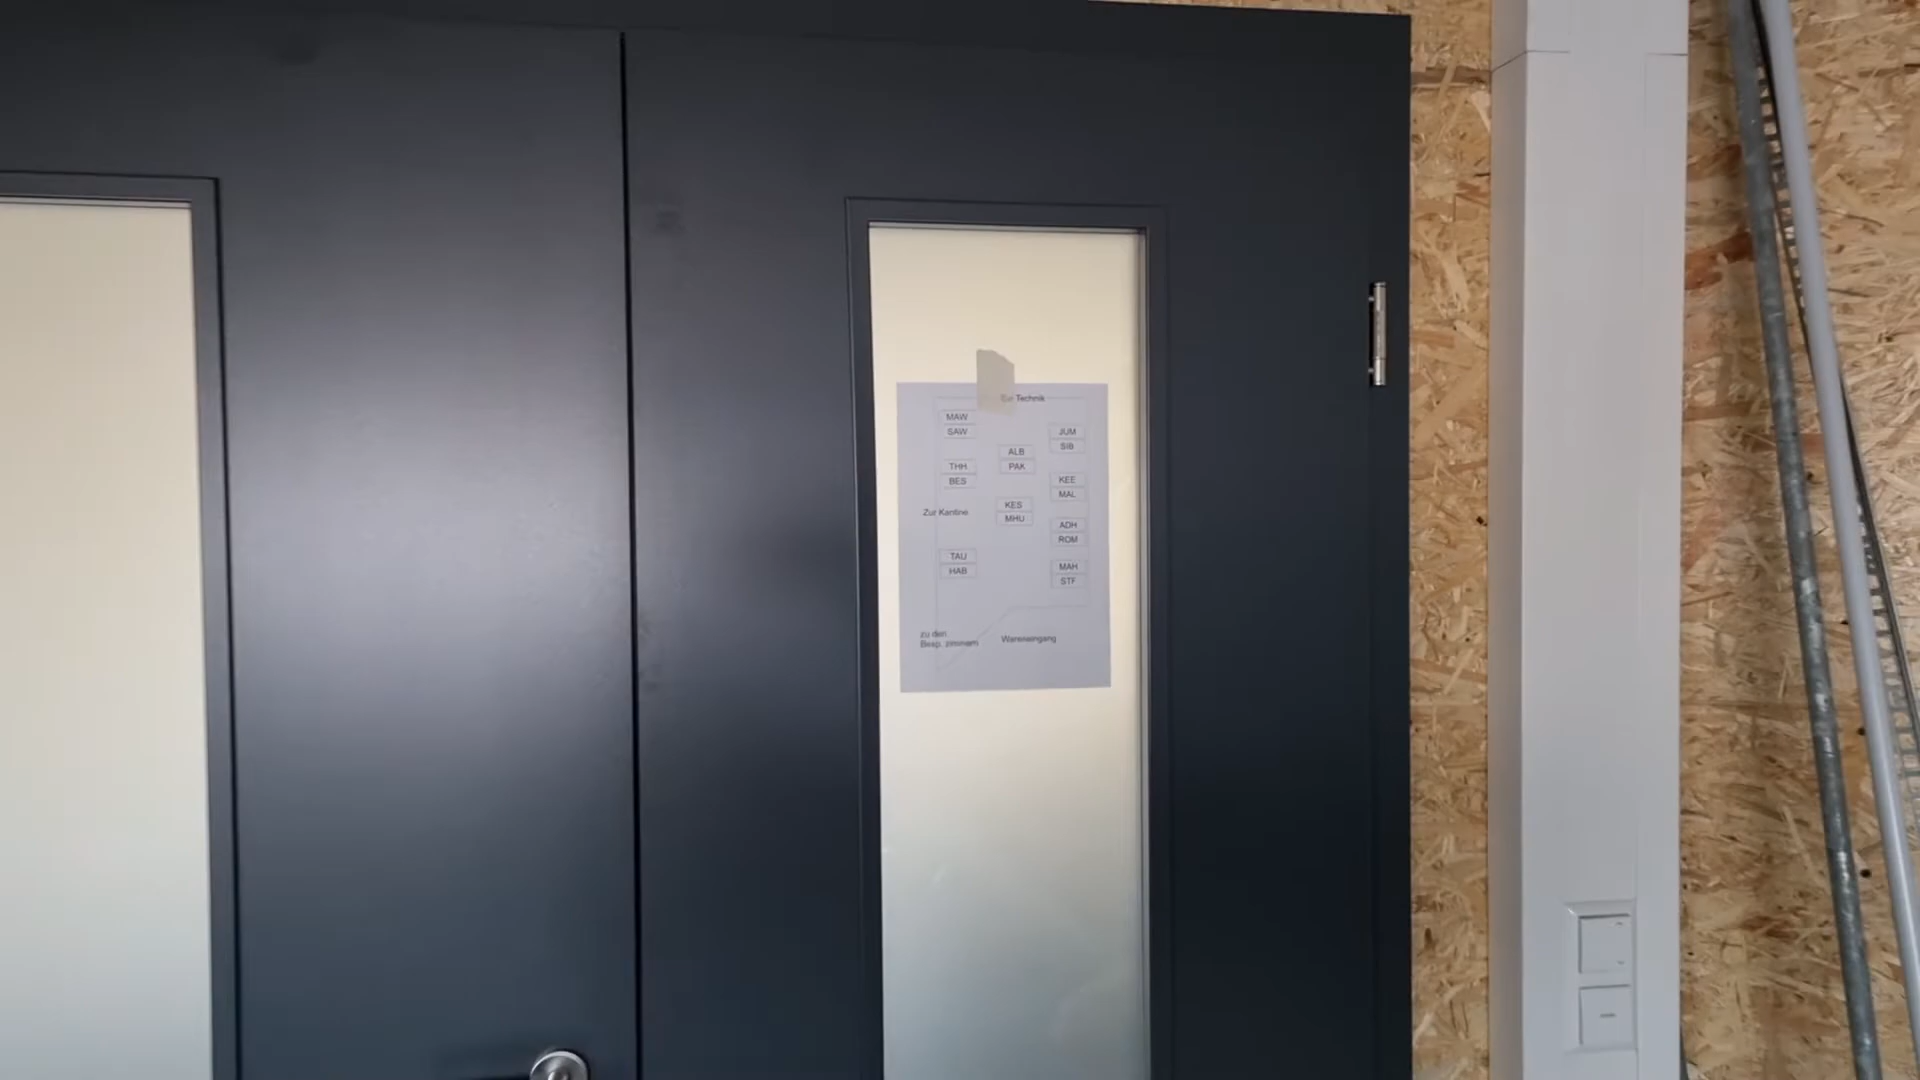 Zur Technik
MAW
SAW
JUM
SIB
ALB
PAK
THH
BES
KEE
MAL
KES
MHU
Zur Kantine
ADH
ROM
TAU
HAB
MAH
STF
zu den
Besp. zimmern
Wareneingang